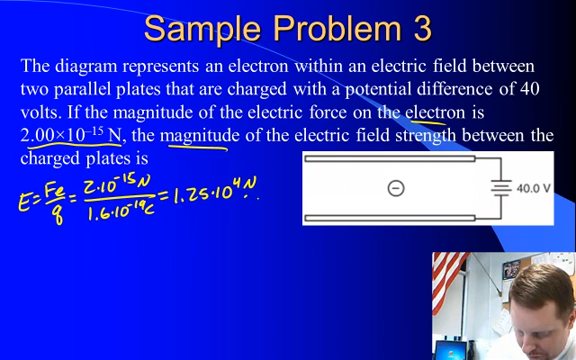 Sample Problem 3
The diagram represents an electron within an electric field between
two parallel plates that are charged with a potential difference of 40
volts. If the magnitude of the electric force on the electron is
2.00×10⁻¹⁵ N, the magnitude of the electric field strength between the
charged plates is
E = Fe/q = 2·10⁻¹⁵N / 1.6·10⁻¹⁹C = 1.25·10⁴ N
40.0 V